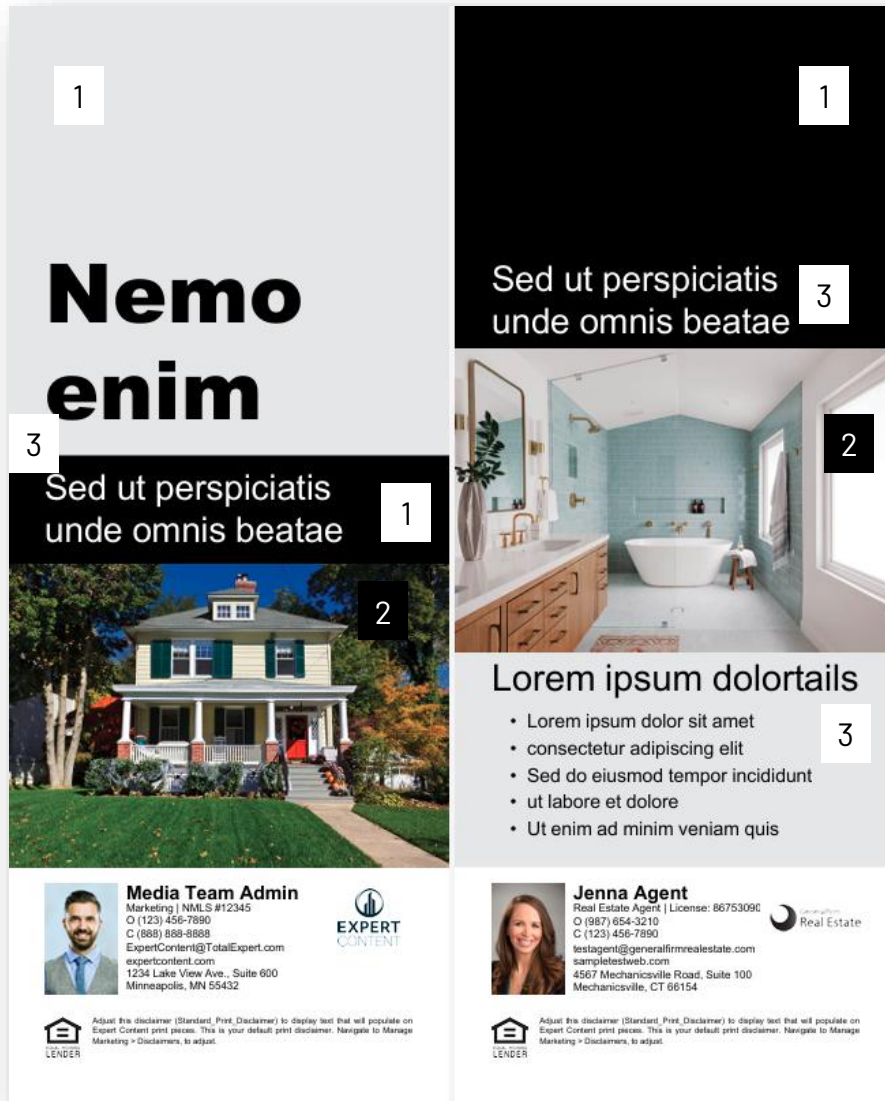 1
Nemo
enim
3
Sed ut perspiciatis
unde omnis beatae
1
2
Media Team Admin
Marketing | NMLS #12345
O (123) 456-7890
C (888) 888-8888
ExpertContent@TotalExpert.com
expertcontent.com
1234 Lake View Ave., Suite 600
Minneapolis, MN 55432
EXPERT
CONTENT
Adjust this disclaimer (Standard_Print_Disclaimer) to display text that will populate on
Expert Content print pieces. This is your default print disclaimer. Navigate to Manage
Marketing > Disclaimers, to adjust.
LENDER
1
Sed ut perspiciatis
unde omnis beatae
3
2
Lorem ipsum dolortails
• Lorem ipsum dolor sit amet
• consectetur adipiscing elit
• Sed do eiusmod tempor incididunt
• ut labore et dolore
• Ut enim ad minim veniam quis
3
Jenna Agent
Real Estate Agent | License: 86753090
O (987) 654-3210
C (123) 456-7890
testagent@generalfirmrealestate.com
sampletestweb.com
4567 Mechanicsville Road, Suite 100
Mechanicsville, CT 66154
Real Estate
Adjust this disclaimer (Standard_Print_Disclaimer) to display text that will populate on
Expert Content print pieces. This is your default print disclaimer. Navigate to Manage
Marketing > Disclaimers, to adjust.
LENDER